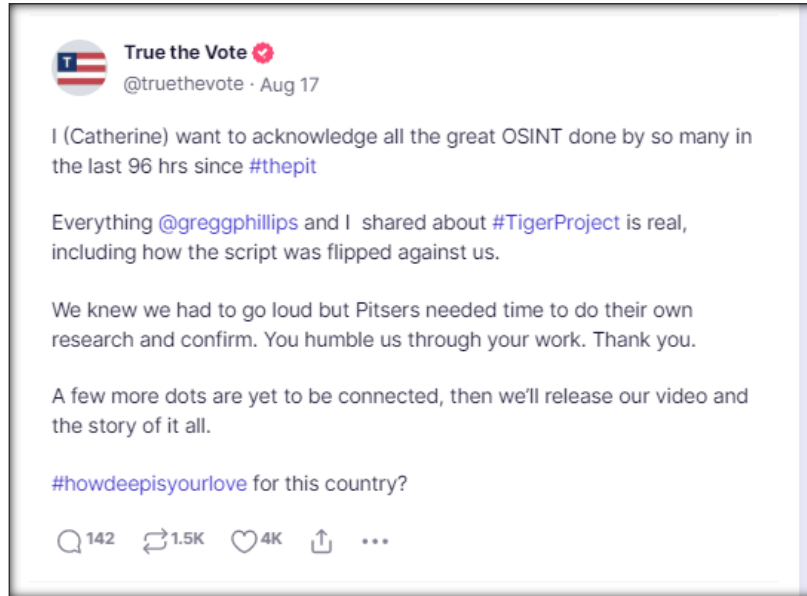 T
True the Vote
@truethevote · Aug 17
I (Catherine) want to acknowledge all the great OSINT done by so many in
the last 96 hrs since #thepit
Everything @greggphillips and I shared about #TigerProject is real,
including how the script was flipped against us.
We knew we had to go loud but Pitsers needed time to do their own
research and confirm. You humble us through your work. Thank you.
A few more dots are yet to be connected, then we’ll release our video and
the story of it all.
#howdeepisyourlove for this country?
142 1.5K 4K